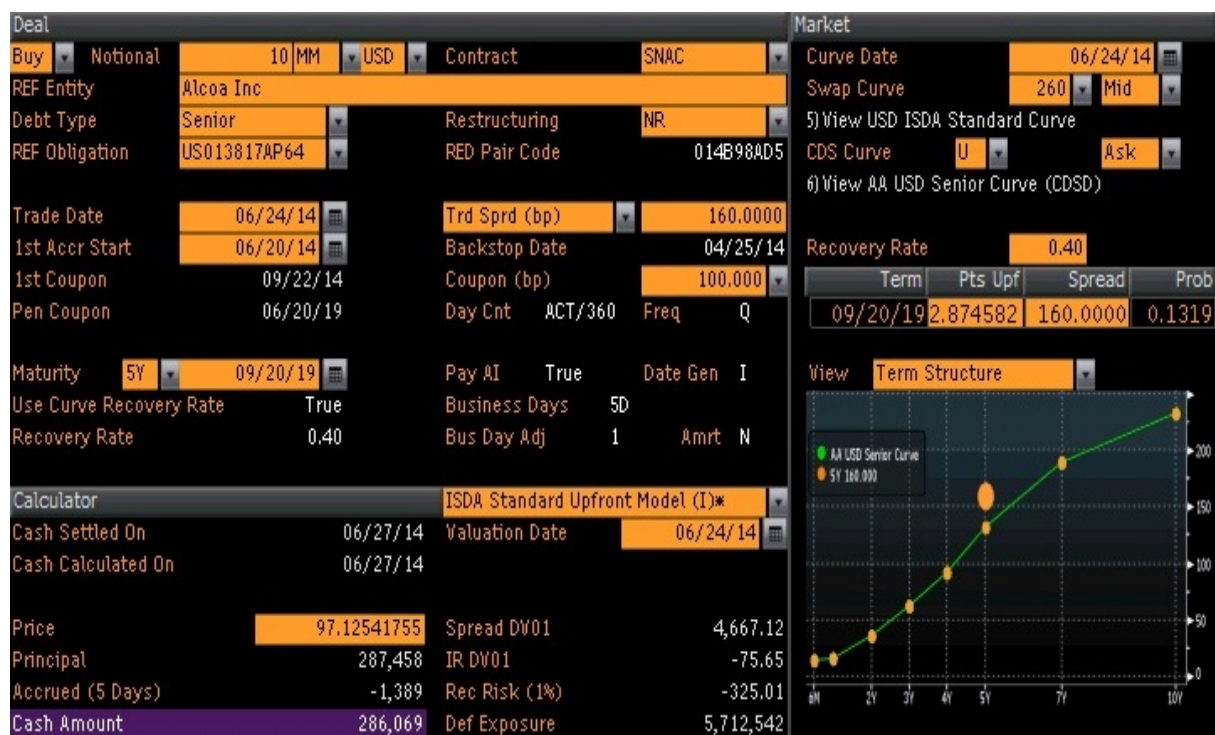 Deal
Buy Notional 10 MM USD Contract SNAC
REF Entity Alcoa Inc
Debt Type Senior Restructuring NR
REF Obligation US013817AP64 RED Pair Code 014B98AD5
Trade Date 06/24/14 Trd Sprd (bp) 160.0000
1st Accr Start 06/20/14 Backstop Date 04/25/14
1st Coupon 09/22/14 Coupon (bp) 100.000
Pen Coupon 06/20/19 Day Cnt ACT/360 Freq Q
Maturity 5Y 09/20/19 Pay AI True Date Gen I
Use Curve Recovery Rate True Business Days 5D
Recovery Rate 0.40 Bus Day Adj 1 Amrt N
Calculator ISDA Standard Upfront Model (I)*
Cash Settled On 06/27/14 Valuation Date 06/24/14
Cash Calculated On 06/27/14
Price 97.12541755 Spread DV01 4,667.12
Principal 287,458 IR DV01 -75.65
Accrued (5 Days) -1,389 Rec Risk (1%) -325.01
Cash Amount 286,069 Def Exposure 5,712,542
Market
Curve Date 06/24/14
Swap Curve 260 Mid
5) View USD ISDA Standard Curve
CDS Curve U Ask
6) View AA USD Senior Curve (CDSD)
Recovery Rate 0.40
Term Pts Upf Spread Prob
09/20/19 2.874582 160.0000 0.1319
View Term Structure
AA USD Senior Curve
5Y 160.000
200
150
100
50
0
6M 2Y 3Y 4Y 5Y 7Y 10Y